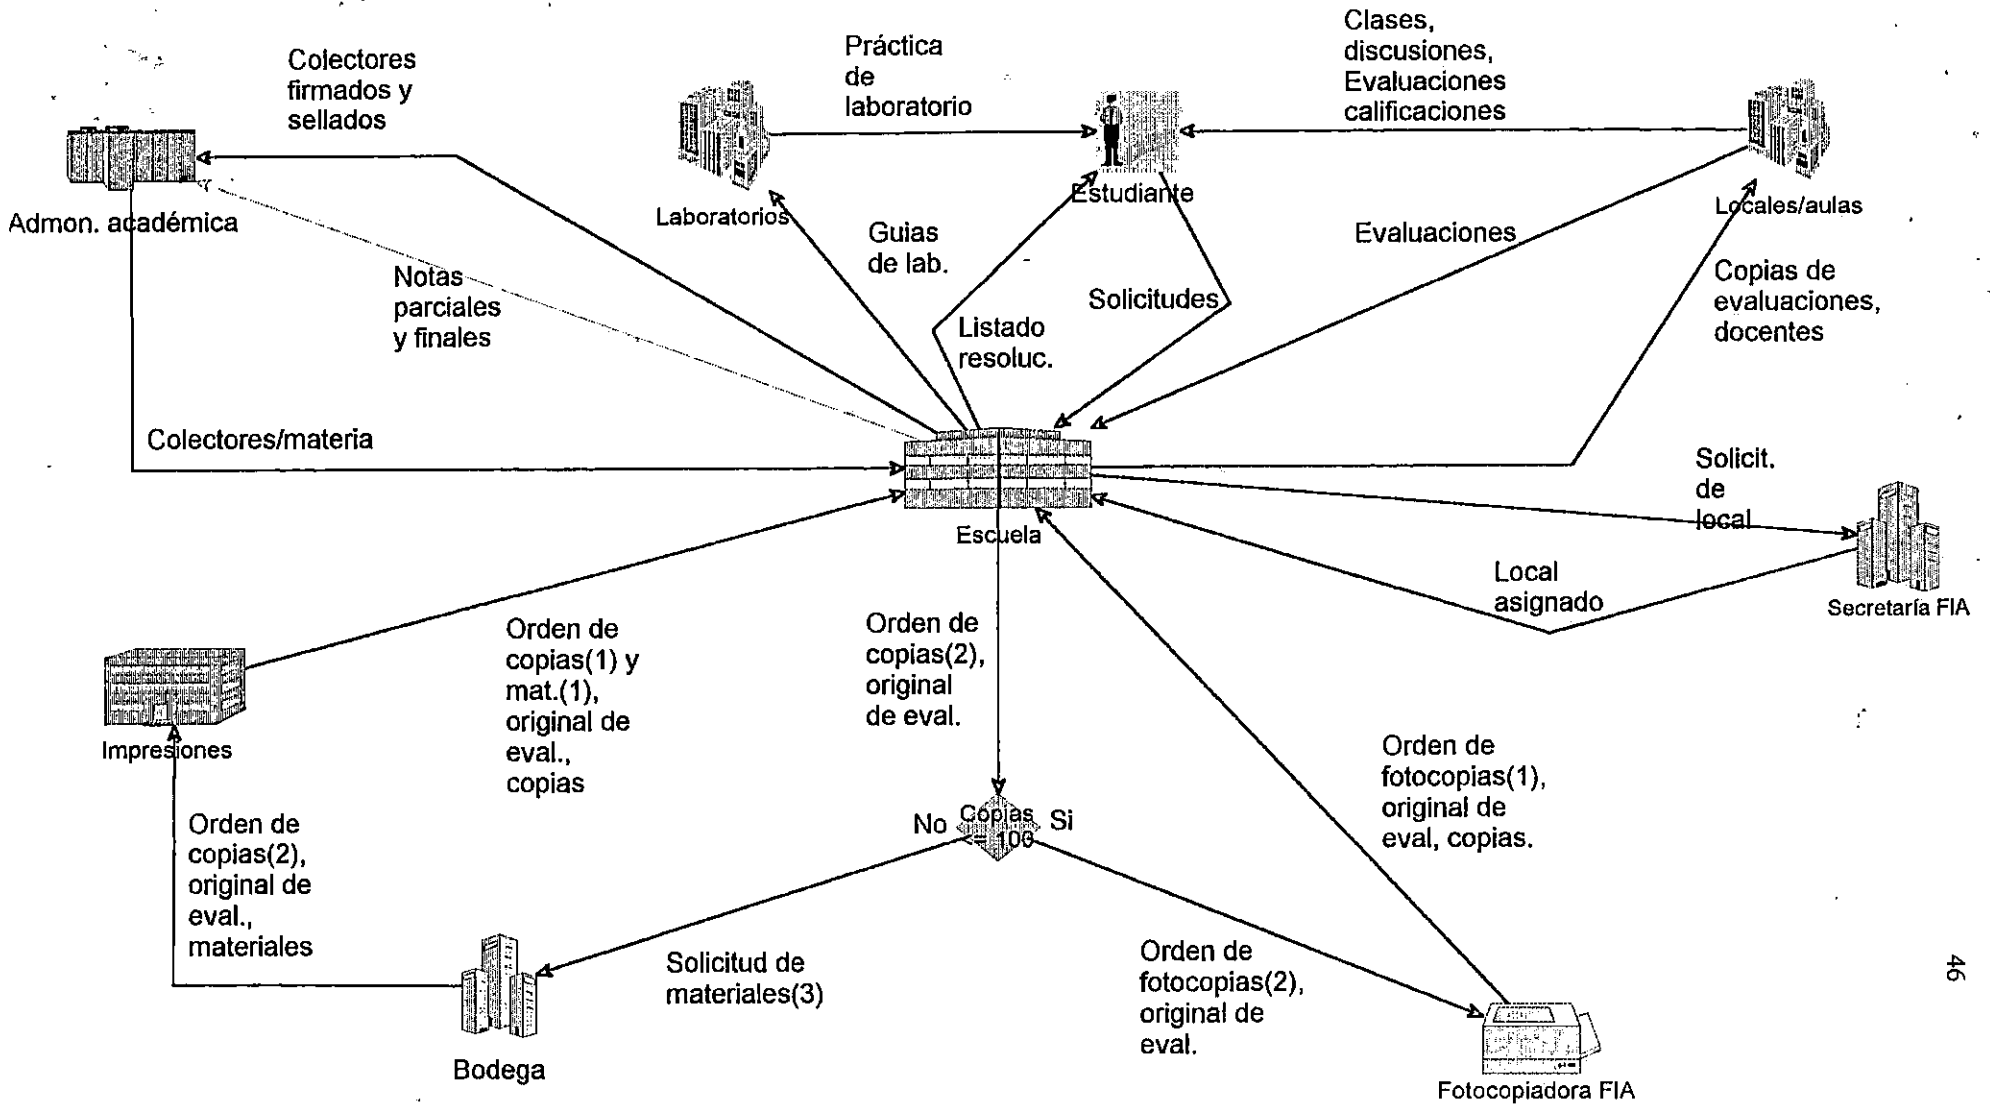 Colectores
firmados y
sellados
Práctica
de
laboratorio
Clases,
discusiones,
Evaluaciones
calificaciones
Admon. académica
Laboratorios
Estudiante
Locales/aulas
Notas
parciales
y finales
Guias
de lab.
Listado
resoluc.
Solicitudes
Evaluaciones
Copias de
evaluaciones,
docentes
Colectores/materia
Escuela
Solicit.
de
local
Local
asignado
Secretaría FIA
Impresiones
Orden de
copias(1) y
mat.(1),
original de
eval.,
copias
Orden de
copias(2),
original
de eval.
Orden de
fotocopias(1),
original de
eval, copias.
No
Copias
= 100
Si
Orden de
copias(2),
original de
eval.,
materiales
Solicitud de
materiales(3)
Orden de
fotocopias(2),
original de
eval.
Bodega
Fotocopiadora FIA
46